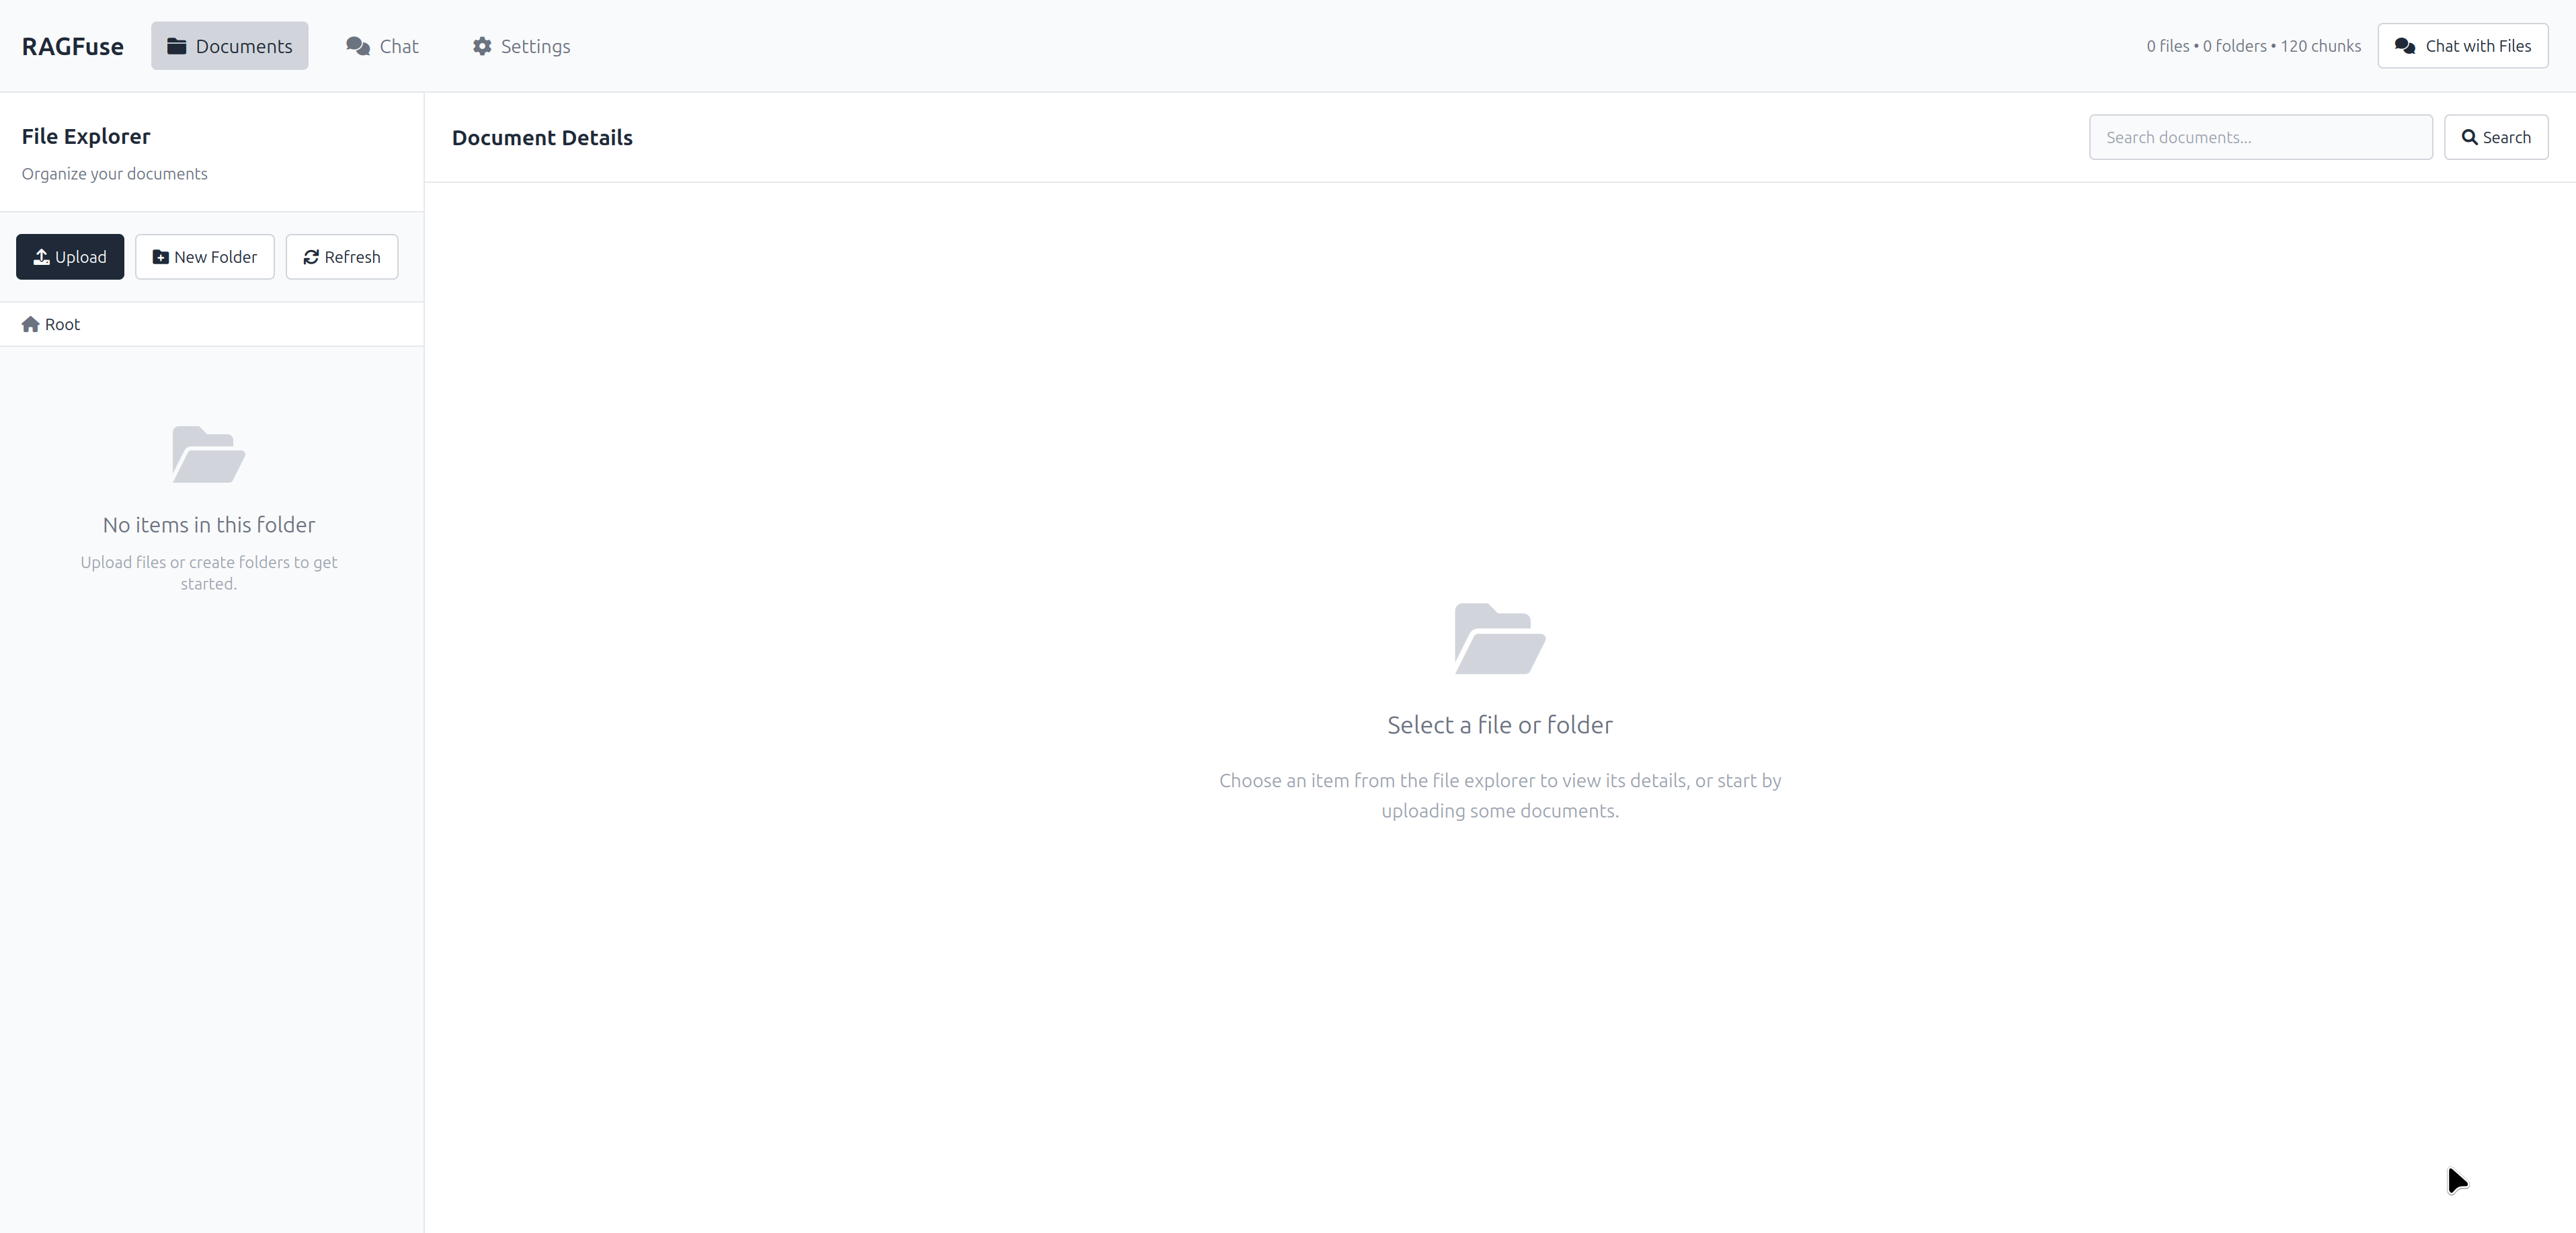 RAGFuse
Documents
Chat
Settings
0 files • 0 folders • 120 chunks
Chat with Files
File Explorer
Organize your documents
Upload
New Folder
Refresh
Root
No items in this folder
Upload files or create folders to get
started.
Document Details
Search documents...
Search
Select a file or folder
Choose an item from the file explorer to view its details, or start by
uploading some documents.